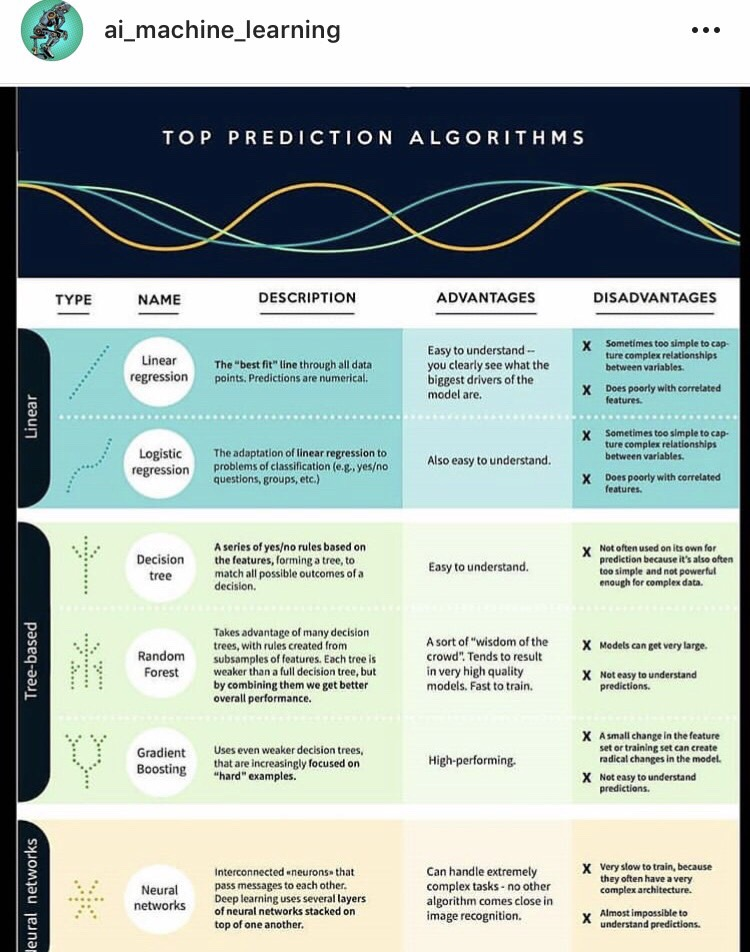 ai_machine_learning
TOP PREDICTION ALGORITHMS
TYPE
NAME
DESCRIPTION
ADVANTAGES
DISADVANTAGES
Linear
Linear
regression
The "best fit" line through all data
points. Predictions are numerical.
Easy to understand --
you clearly see what the
biggest drivers of the
model are.
X Sometimes too simple to cap-
ture complex relationships
between variables.
X Does poorly with correlated
features.
Logistic
regression
The adaptation of linear regression to
problems of classification (e.g., yes/no
questions, groups, etc.)
Also easy to understand.
X Sometimes too simple to cap-
ture complex relationships
between variables.
X Does poorly with correlated
features.
Tree-based
Decision
tree
A series of yes/no rules based on
the features, forming a tree, to
match all possible outcomes of a
decision.
Easy to understand.
X Not often used on its own for
prediction because it's also often
too simple and not powerful
enough for complex data.
Random
Forest
Takes advantage of many decision
trees, with rules created from
subsamples of features. Each tree is
weaker than a full decision tree, but
by combining them we get better
overall performance.
A sort of "wisdom of the
crowd". Tends to result
in very high quality
models. Fast to train.
X Models can get very large.
X Not easy to understand
predictions.
Gradient
Boosting
Uses even weaker decision trees,
that are increasingly focused on
"hard" examples.
High-performing.
X A small change in the feature
set or training set can create
radical changes in the model.
X Not easy to understand
predictions.
eural networks
Neural
networks
Interconnected «neurons» that
pass messages to each other.
Deep learning uses several layers
of neural networks stacked on
top of one another.
Can handle extremely
complex tasks - no other
algorithm comes close in
image recognition.
X Very slow to train, because
they often have a very
complex architecture.
X Almost impossible to
understand predictions.